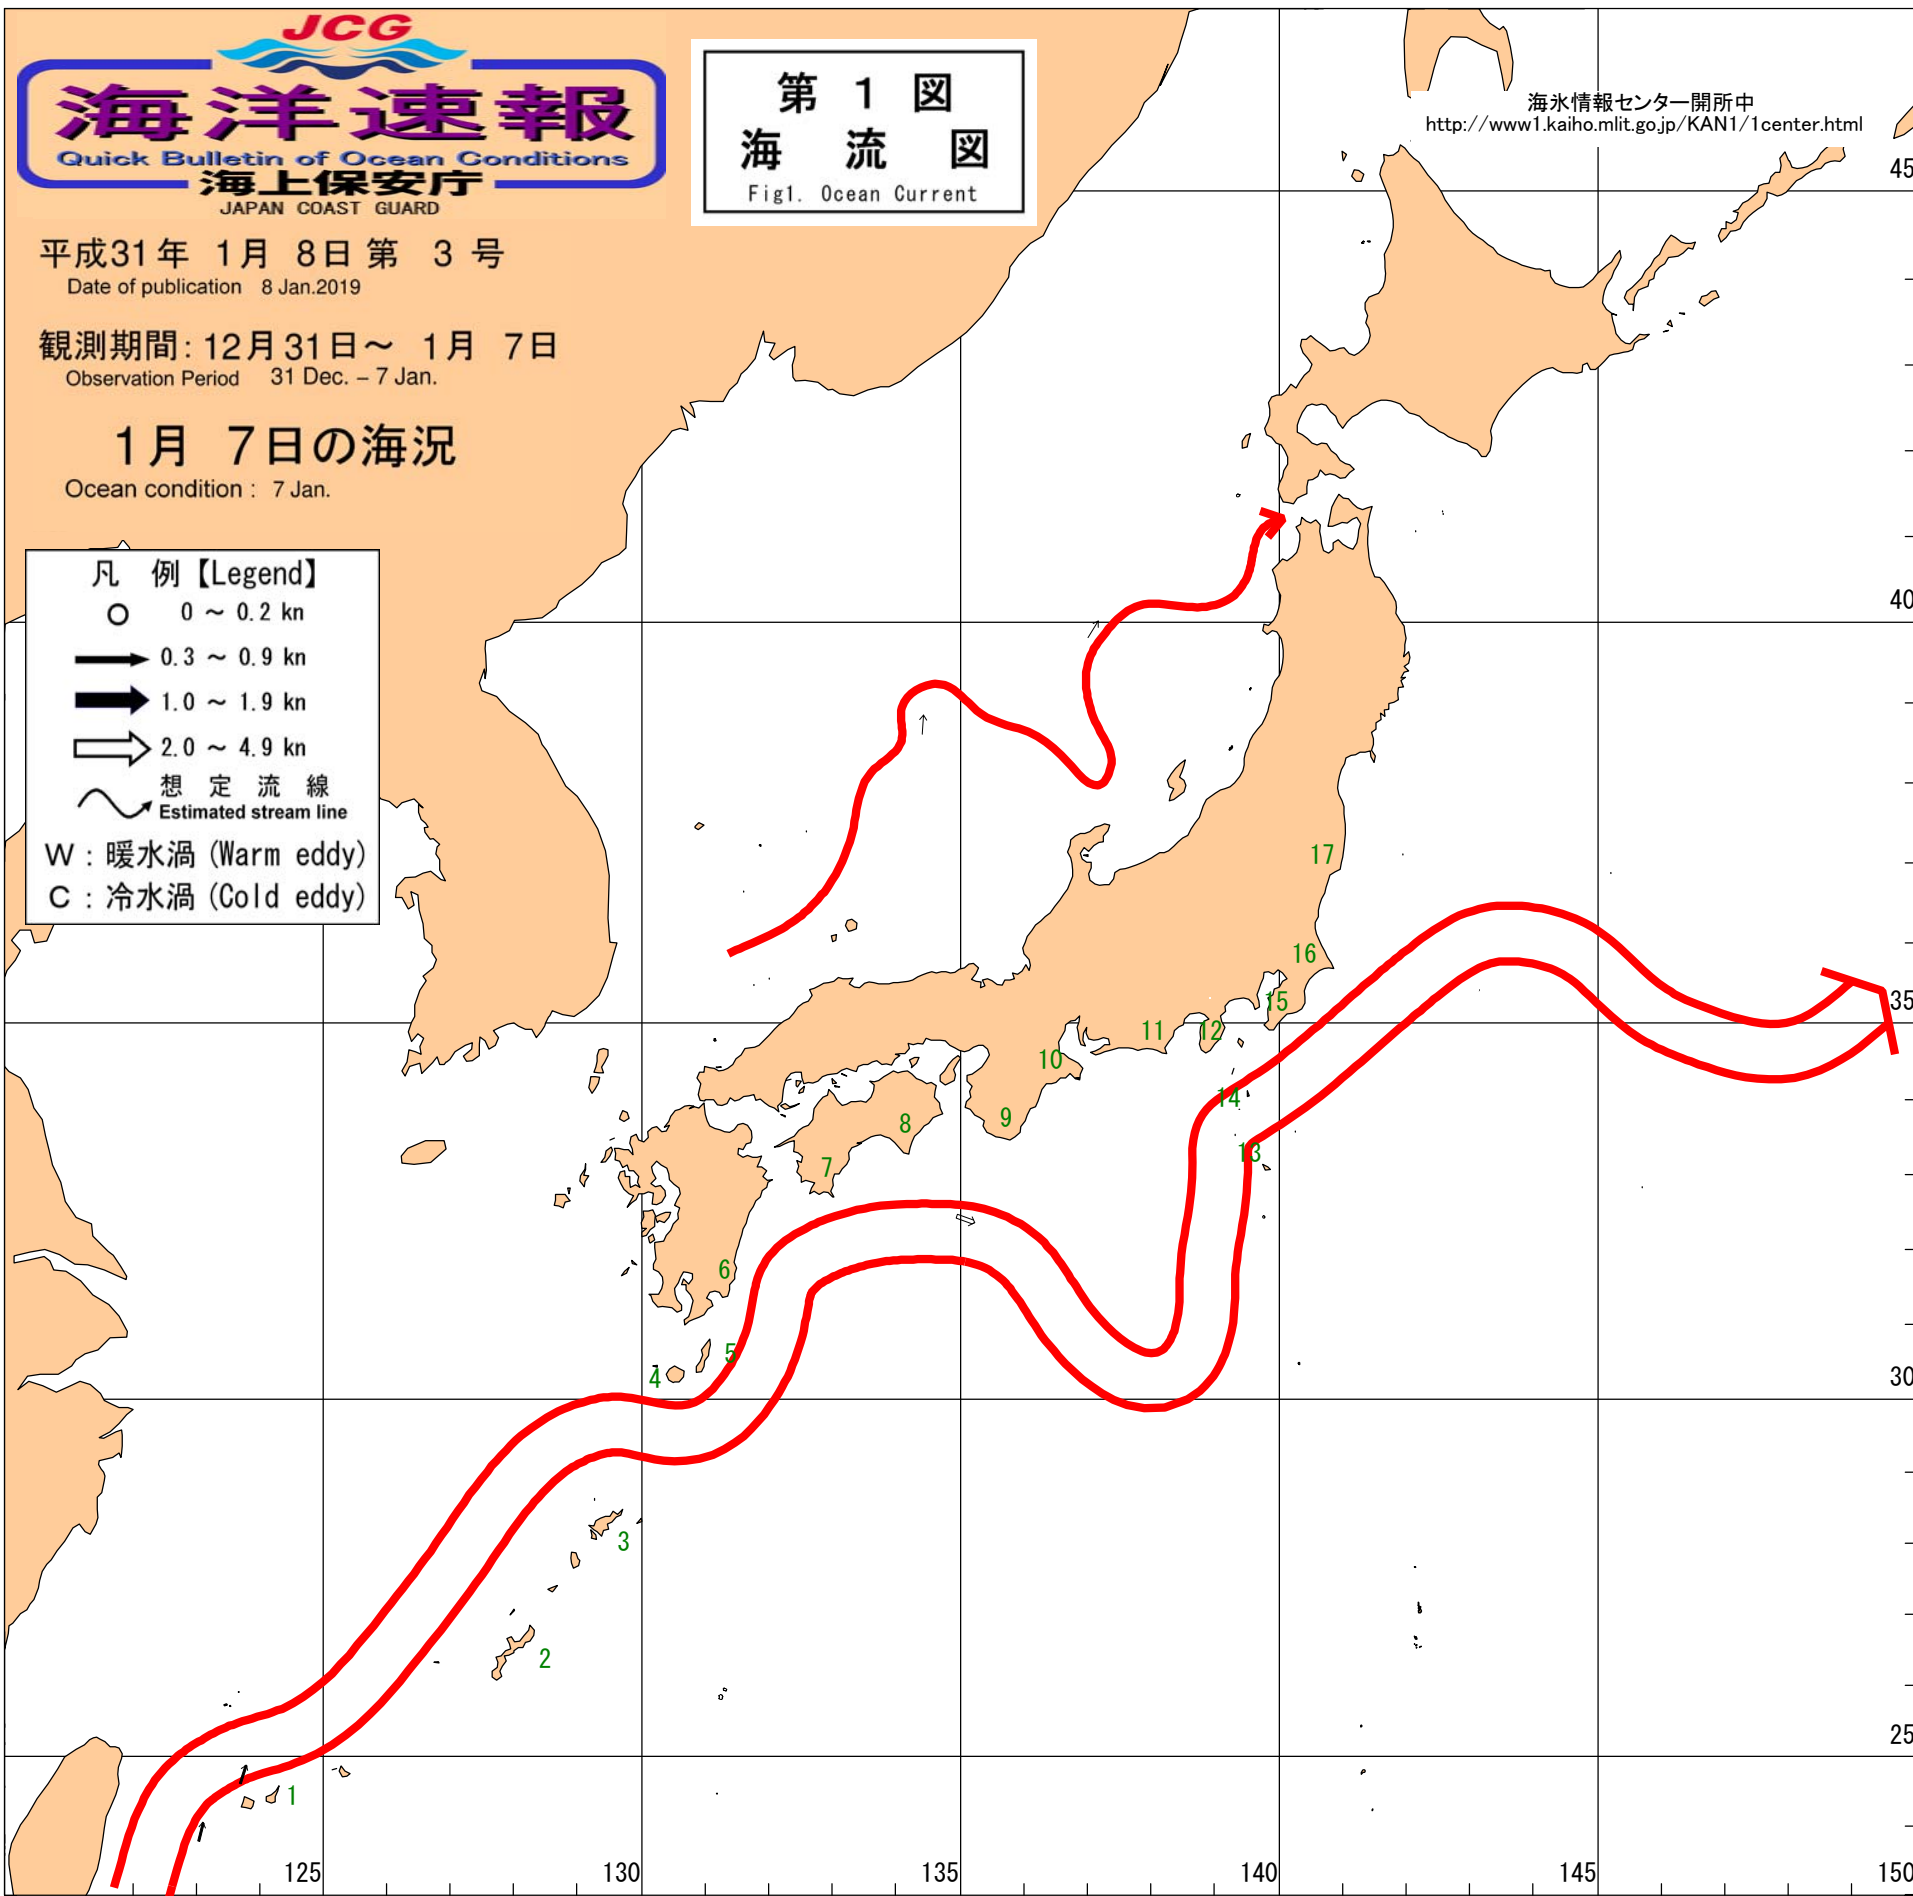 JCG
海洋速報
Quick Bulletin of Ocean Conditions
海上保安庁
JAPAN COAST GUARD
第 1 図
海 流 図
Fig1. Ocean Current
海氷情報センター開所中
http://www1.kaiho.mlit.go.jp/KAN1/1center.html
平成31年 1月 8日 第 3 号
Date of publication 8 Jan.2019
観測期間: 12月31日～ 1月 7日
Observation Period 31 Dec. – 7 Jan.
1月 7日の海況
Ocean condition : 7 Jan.
凡 例【Legend】
0 ～ 0.2 kn
0.3 ～ 0.9 kn
1.0 ～ 1.9 kn
2.0 ～ 4.9 kn
想 定 流 線
Estimated stream line
W : 暖水渦 (Warm eddy)
C : 冷水渦 (Cold eddy)
45
40
17
16
15
35
11
12
10
14
9
8
13
7
6
5
4
30
3
2
25
1
125
130
135
140
145
150